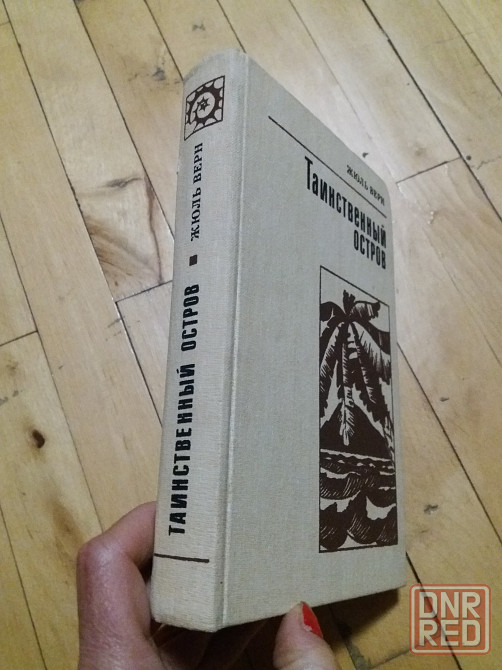 ЖЮЛЬ ВЕРН
ТАИНСТВЕННЫЙ
ОСТРОВ
ТАИНСТВЕННЫЙ ОСТРОВ ■ ЖЮЛЬ ВЕРН
DNR
RED